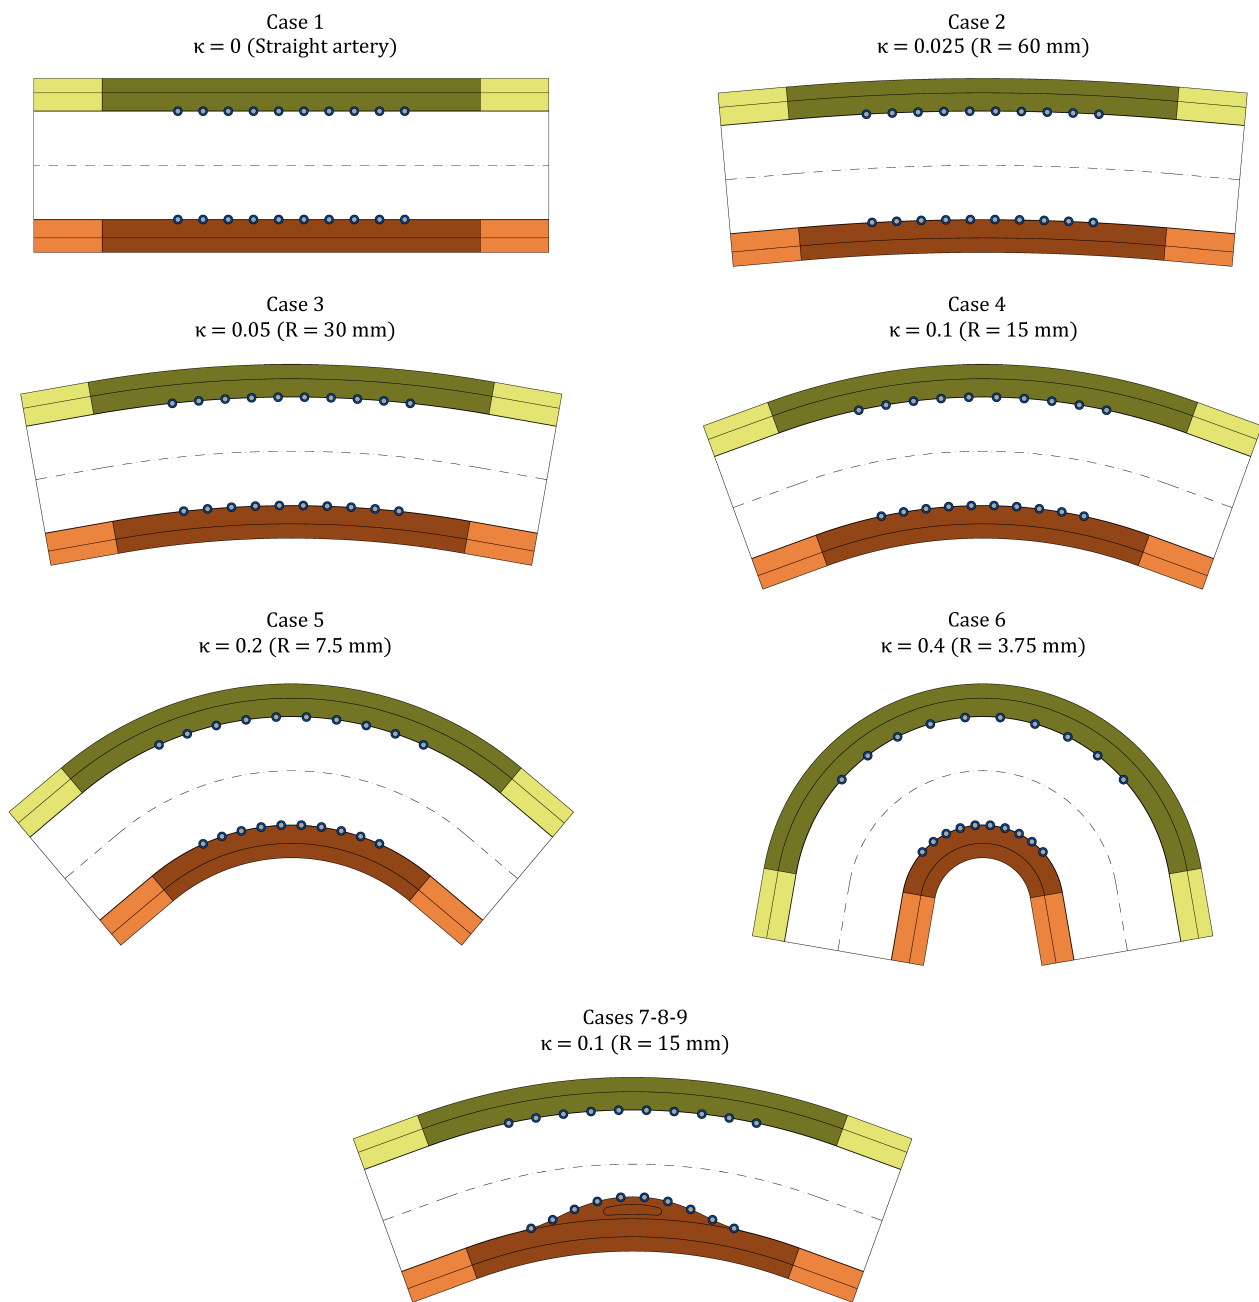 Case 1
κ = 0 (Straight artery)
Case 2
κ = 0.025 (R = 60 mm)
Case 3
κ = 0.05 (R = 30 mm)
Case 4
κ = 0.1 (R = 15 mm)
Case 5
κ = 0.2 (R = 7.5 mm)
Case 6
κ = 0.4 (R = 3.75 mm)
Cases 7-8-9
κ = 0.1 (R = 15 mm)